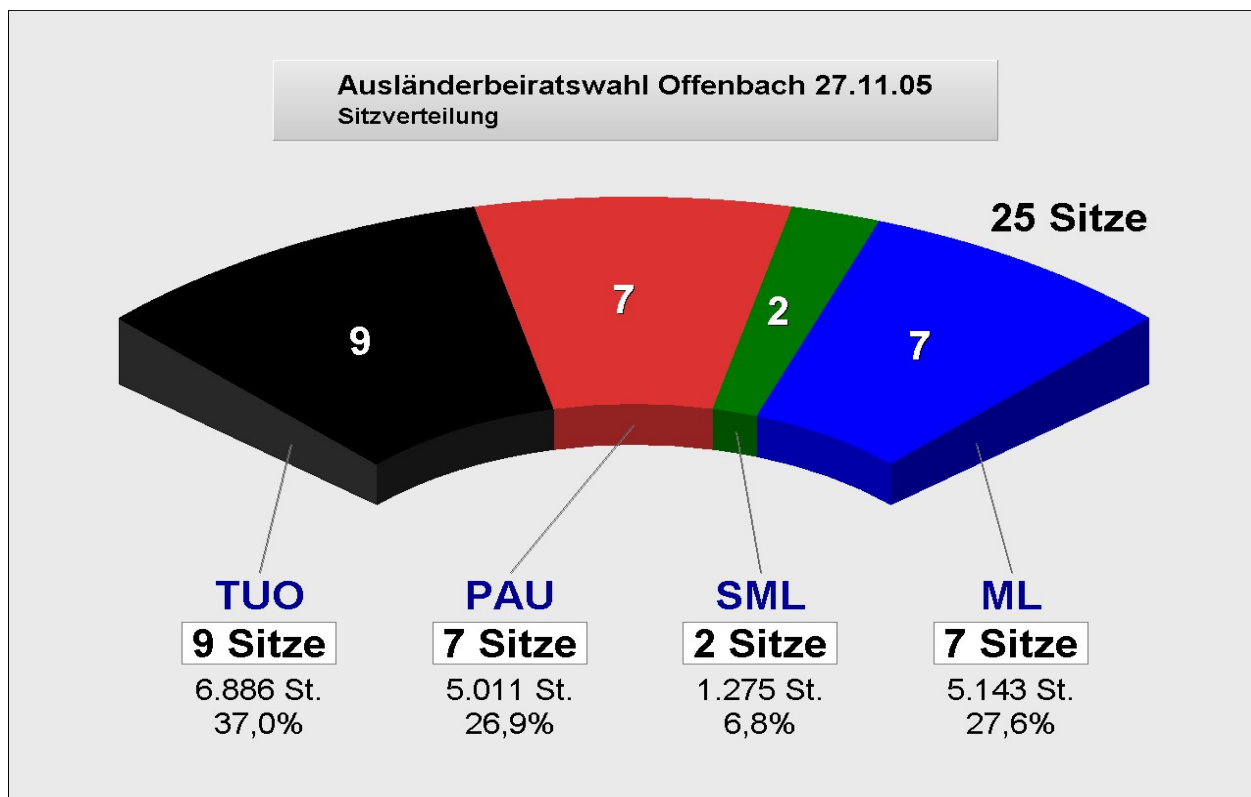 Ausländerbeiratswahl Offenbach 27.11.05
Sitzverteilung
25 Sitze
9
7
2
7
TUO
9 Sitze
6.886 St.
37,0%
PAU
7 Sitze
5.011 St.
26,9%
SML
2 Sitze
1.275 St.
6,8%
ML
7 Sitze
5.143 St.
27,6%